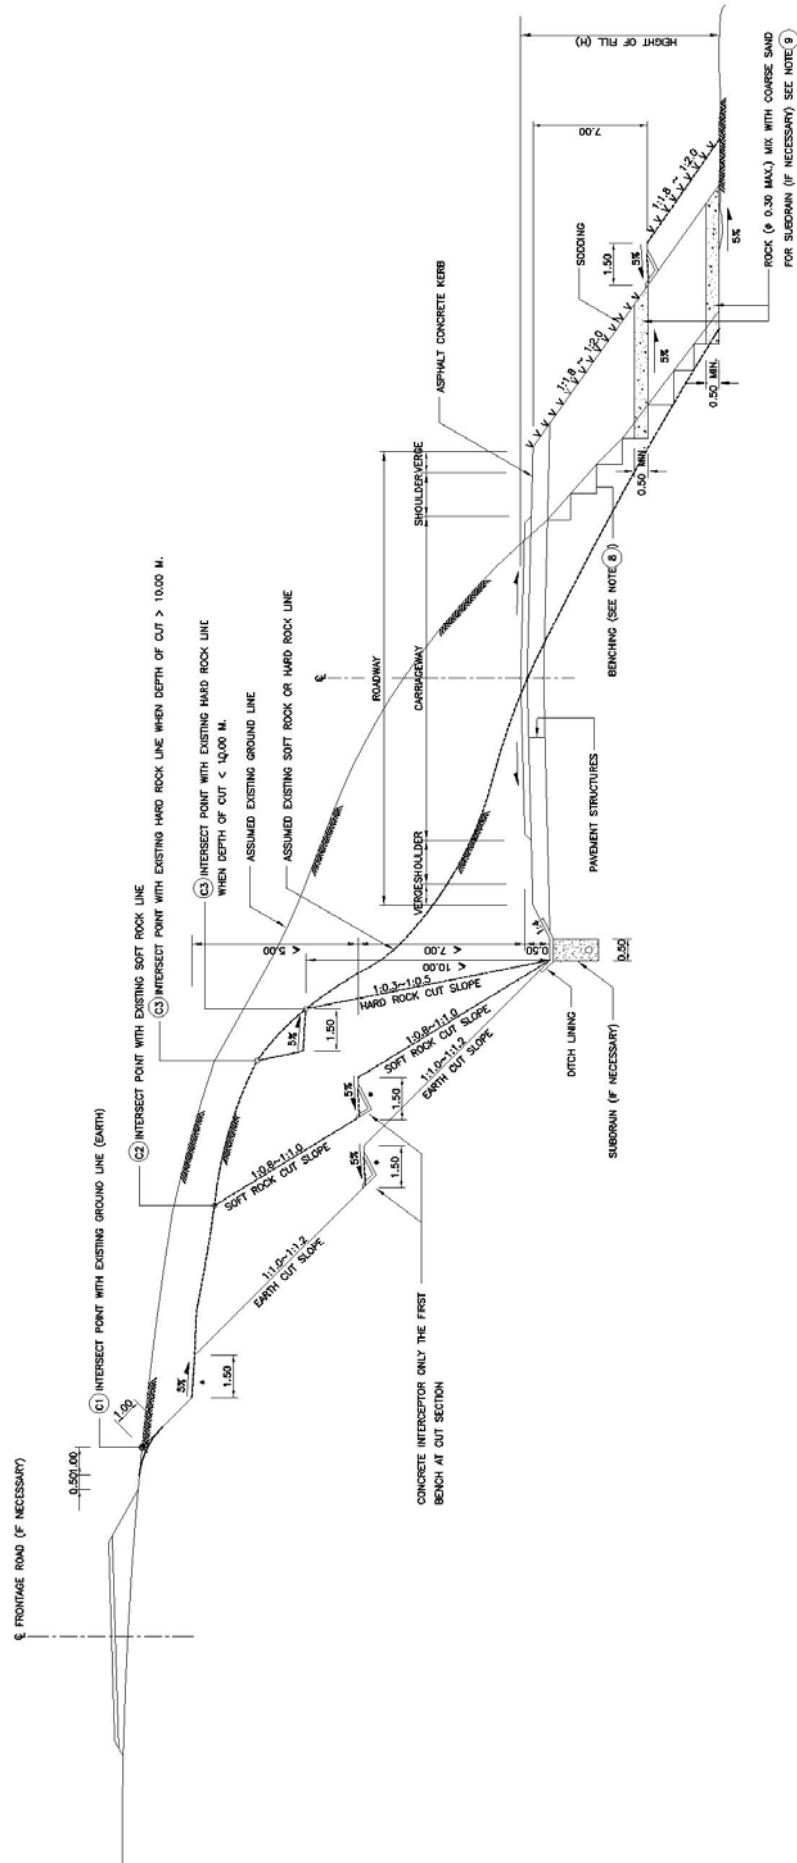 ℄ FRONTAGE ROAD (IF NECESSARY)
0.50
1.00
1.00
C1 INTERSECT POINT WITH EXISTING GROUND LINE (EARTH)
C2 INTERSECT POINT WITH EXISTING SOFT ROCK LINE
C3 INTERSECT POINT WITH EXISTING HARD ROCK LINE WHEN DEPTH OF CUT > 10.00 M.
C3 INTERSECT POINT WITH EXISTING HARD ROCK LINE
WHEN DEPTH OF CUT < 10.00 M.
ASSUMED EXISTING GROUND LINE
ASSUMED EXISTING SOFT ROCK OR HARD ROCK LINE
5%
*
1.50
1:1.0~1:1.2
EARTH CUT SLOPE
1:0.8~1:1.0
SOFT ROCK CUT SLOPE
5%
*
1.50
5%
*
1.50
5%
1.50
< 5.00
< 7.00
< 10.00
0.50
1:0.3~1:0.5
HARD ROCK CUT SLOPE
1:0.8~1:1.0
SOFT ROCK CUT SLOPE
1:1.0~1:1.2
EARTH CUT SLOPE
CONCRETE INTERCEPTOR ONLY THE FIRST
BENCH AT CUT SECTION
DITCH LINING
SUBDRAIN (IF NECESSARY)
0.50
1:4
℄
ROADWAY
VERGE
SHOULDER
CARRIAGEWAY
SHOULDER
VERGE
PAVEMENT STRUCTURES
BENCHING (SEE NOTE 8 )
ASPHALT CONCRETE KERB
1:1.8 ~ 1:2.0
SODDING
0.50 MIN.
5%
1.50
5%
1:1.8 ~ 1:2.0
7.00
HEIGHT OF FILL (H)
0.50 MIN.
5%
ROCK (ø 0.30 MAX.) MIX WITH COARSE SAND
FOR SUBDRAIN (IF NECESSARY) SEE NOTE 9